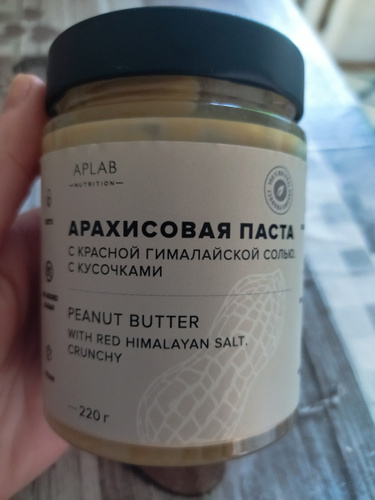 APLAB
— NUTRITION —
АРАХИСОВАЯ ПАСТА
С КРАСНОЙ ГИМАЛАЙСКОЙ СОЛЬЮ.
С КУСОЧКАМИ
PEANUT BUTTER
WITH RED HIMALAYAN SALT.
CRUNCHY
— 220 г